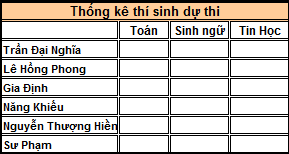 Thống kê thí sinh dự thi
Toán Sinh ngữ Tin Học
Trần Đại Nghĩa
Lê Hồng Phong
Gia Định
Năng Khiếu
Nguyễn Thượng Hiền
Sư Phạm